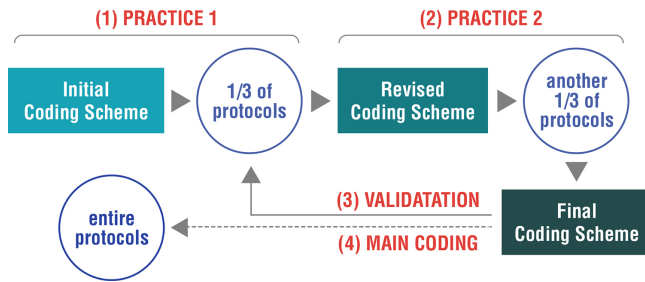 (1) PRACTICE 1
(2) PRACTICE 2
Initial
Coding Scheme
1/3 of
protocols
Revised
Coding Scheme
another
1/3 of
protocols
(3) VALIDATATION
Final
Coding Scheme
(4) MAIN CODING
entire
protocols